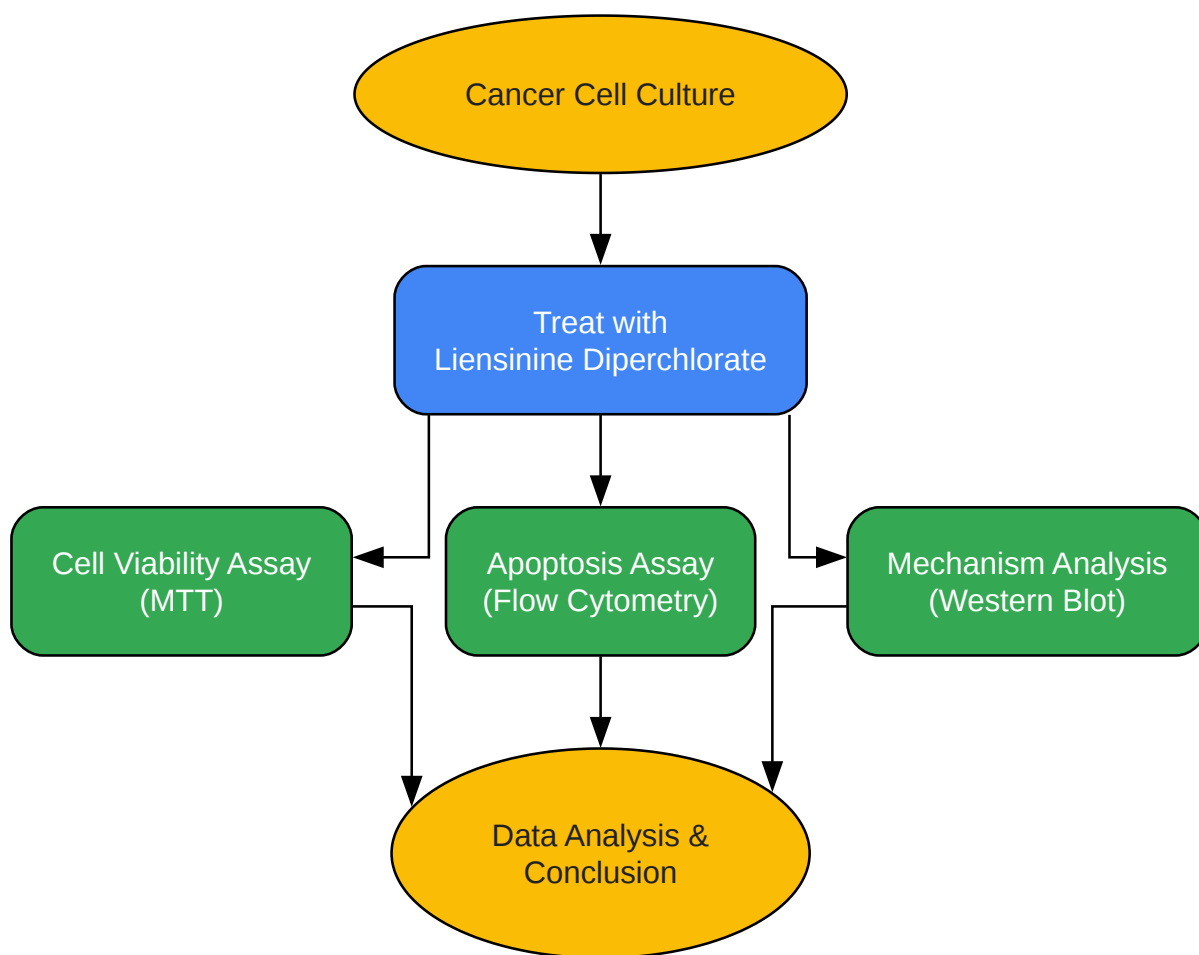 Cancer Cell Culture
Treat with
Liensinine Diperchlorate
Cell Viability Assay
(MTT)
Apoptosis Assay
(Flow Cytometry)
Mechanism Analysis
(Western Blot)
Data Analysis &
Conclusion